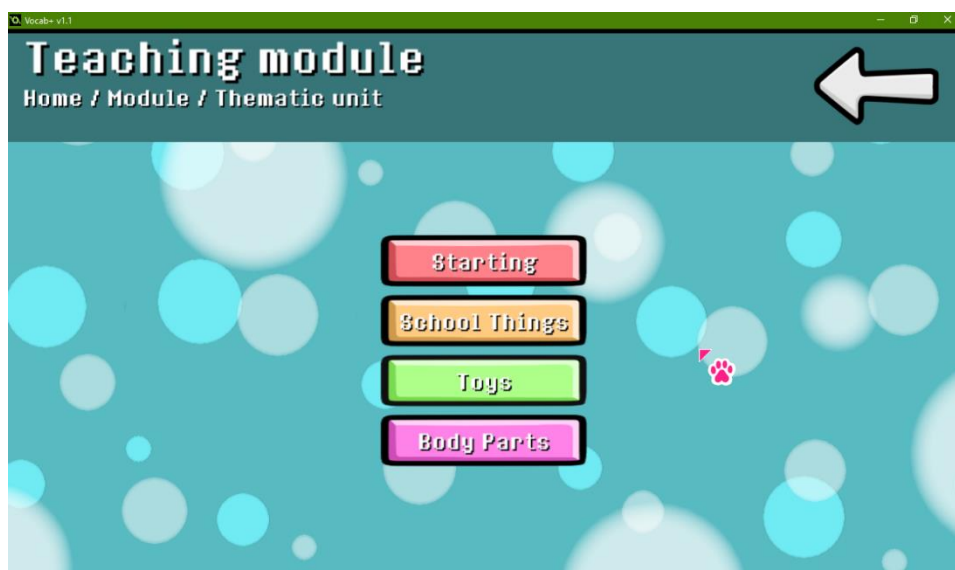 Vocab+ v1.1
Teaching module
Home / Module / Thematic unit
Starting
School Things
Toys
Body Parts